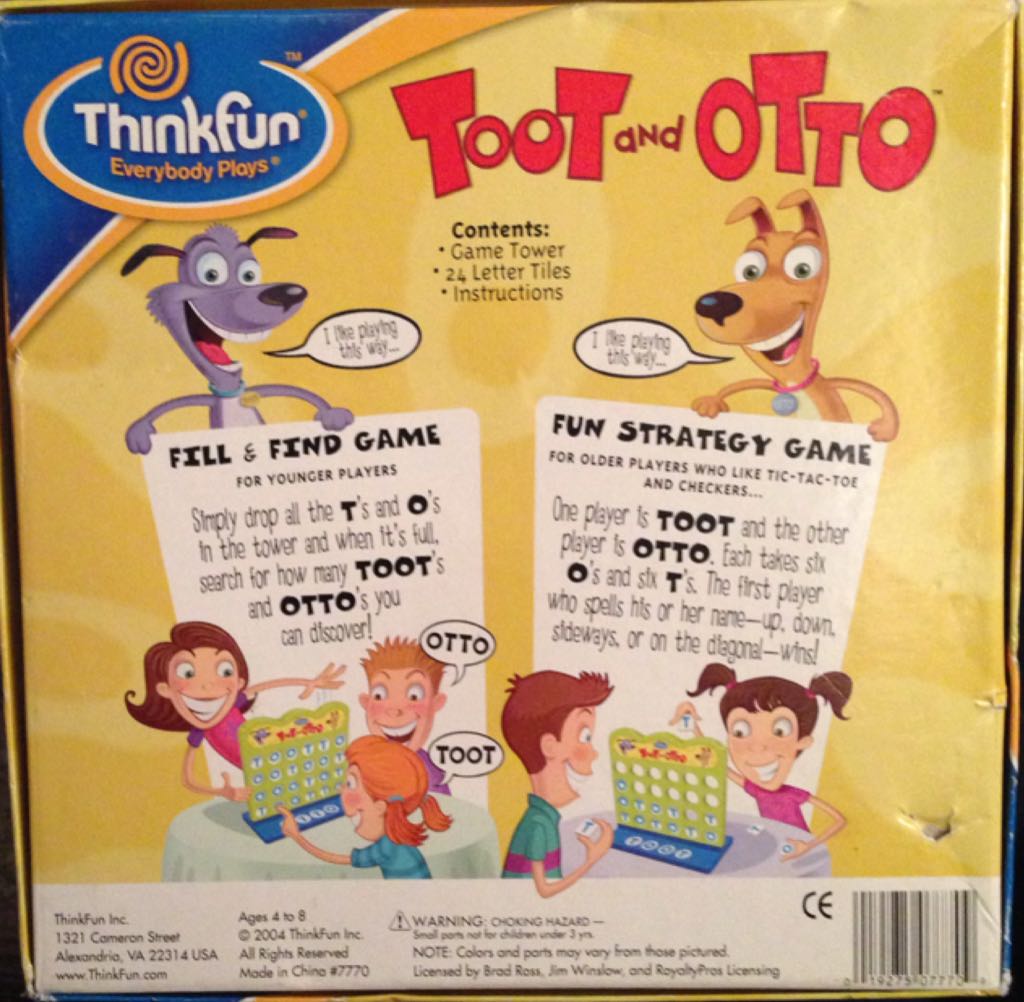 ThinkFun®
TM
Everybody Plays®
TOOT and OTTO™
Contents:
• Game Tower
• 24 Letter Tiles
• Instructions
I like playing
this way...
I like playing
this way...
FILL & FIND GAME
FOR YOUNGER PLAYERS
Simply drop all the T's and O's
in the tower and when it's full,
search for how many TOOT's
and OTTO's you
can discover!
OTTO
TOOT
FUN STRATEGY GAME
FOR OLDER PLAYERS WHO LIKE TIC-TAC-TOE
AND CHECKERS...
One player is TOOT and the other
player is OTTO. Each takes six
O's and six T's. The first player
who spells his or her name—up, down,
sideways, or on the diagonal—wins!
TOOT
ThinkFun Inc.
1321 Cameron Street
Alexandria, VA 22314 USA
www.ThinkFun.com
Ages 4 to 8
© 2004 ThinkFun Inc.
All Rights Reserved
Made in China #7770
WARNING: CHOKING HAZARD —
Small parts not for children under 3 yrs.
NOTE: Colors and parts may vary from those pictured.
Licensed by Brad Ross, Jim Winslow, and RoyaltyPros Licensing
CE
0 19275 07770 9